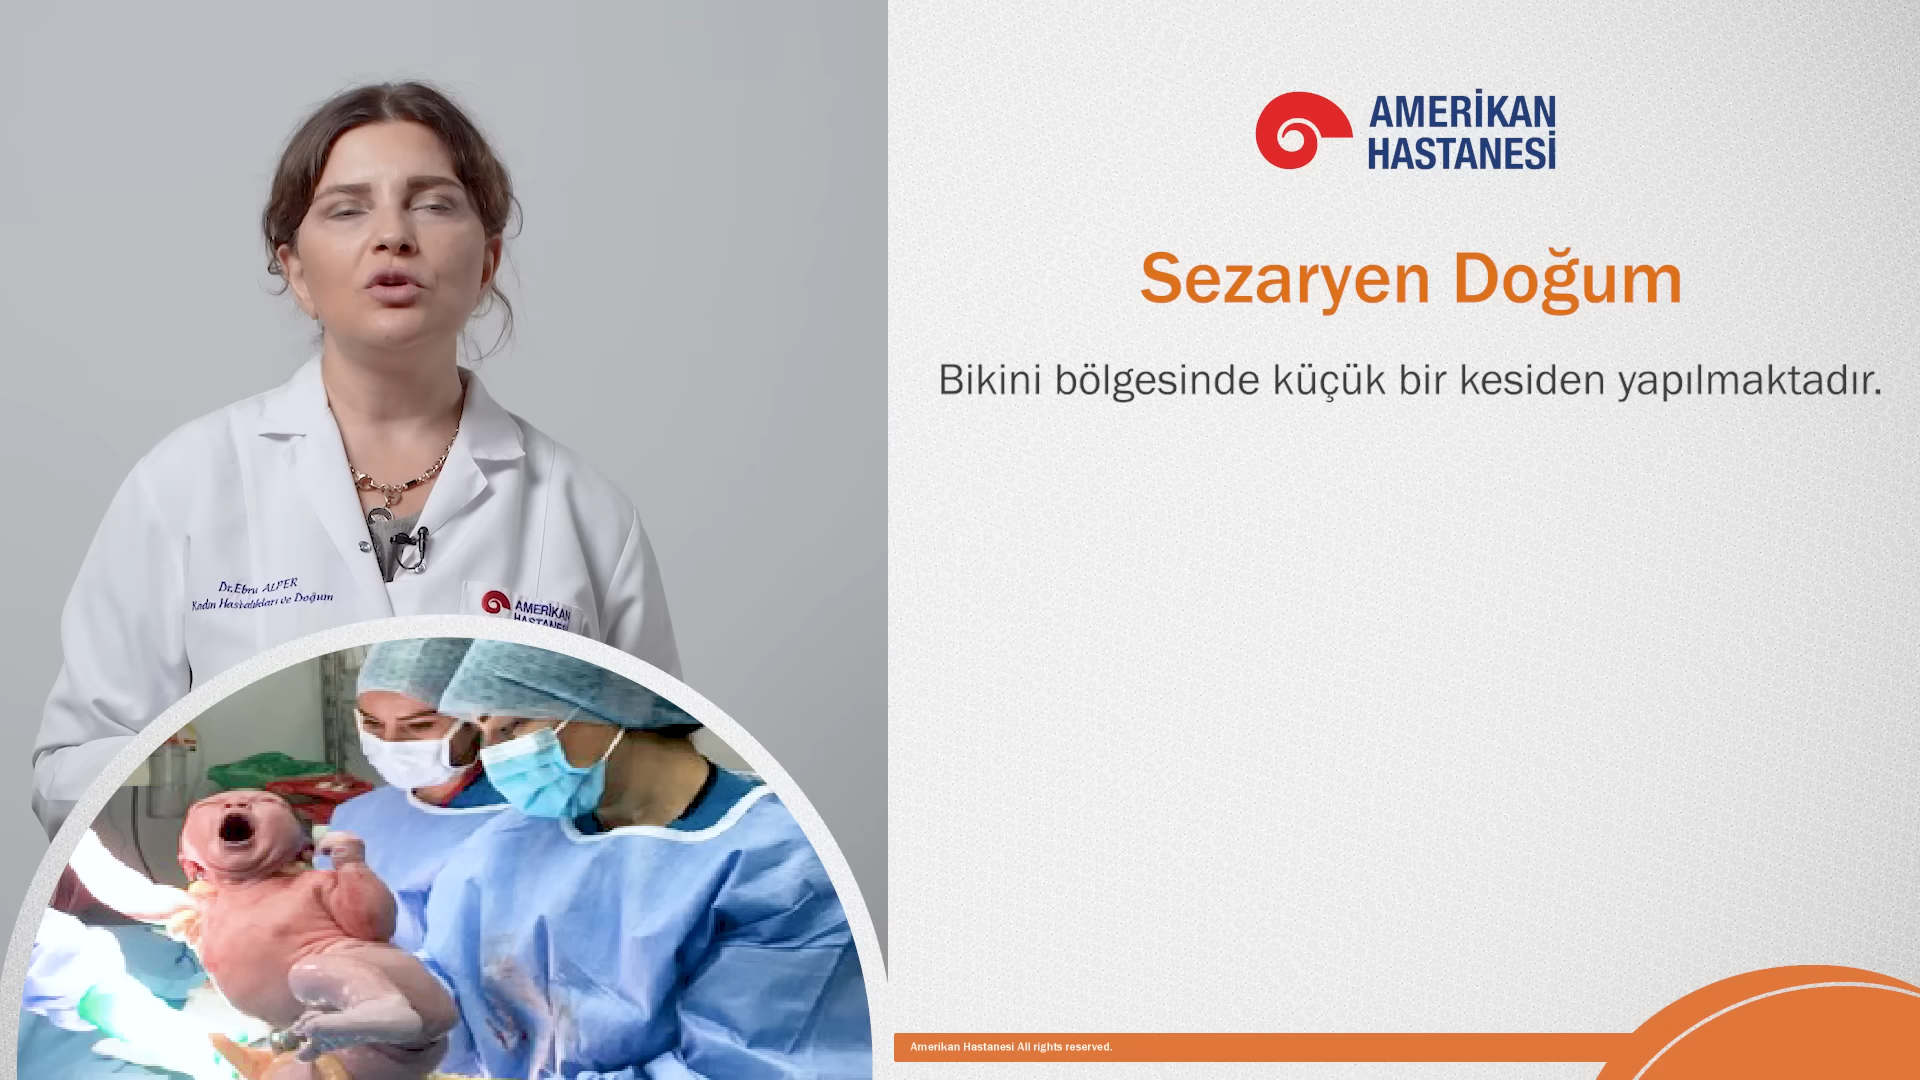 AMERİKAN
HASTANESİ
Sezaryen Doğum
Bikini bölgesinde küçük bir kesiden yapılmaktadır.
Dr.Ebru ALPER
Kadın Hastalıkları ve Doğum
AMERİKAN
HASTANESİ
Amerikan Hastanesi All rights reserved.